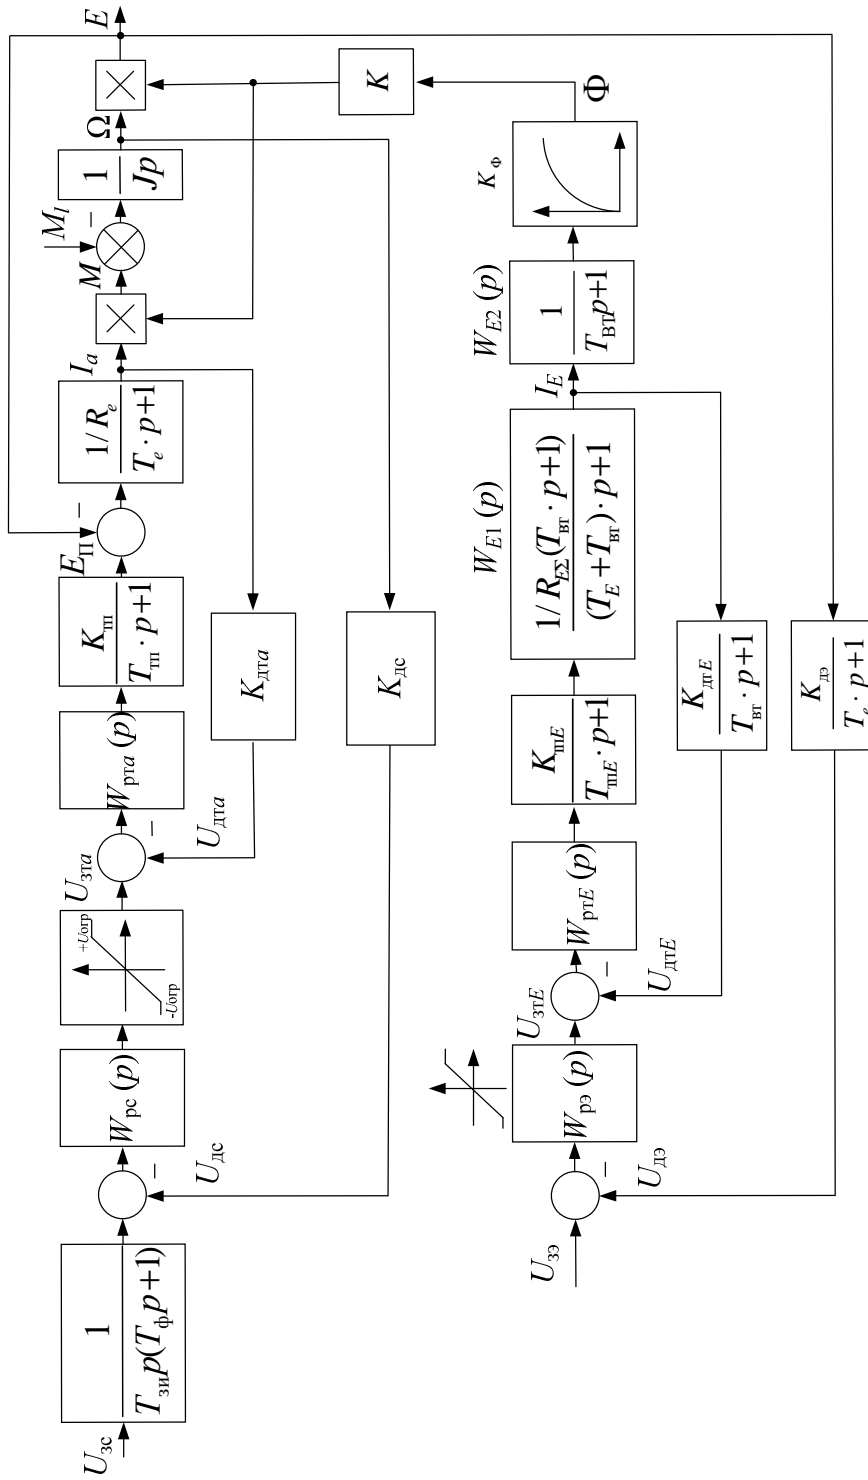 U_зс
1
T_зи p(T_ф p+1)
U_дс
−
W_рс (p)
+Uогр
-Uогр
U_зта
−
U_дта
W_рта (p)
K_тп
T_тп · p+1
E_П
−
1/ R_e
T_e · p+1
I_a
M
M_l
−
1
Jp
Ω
E
K_дта
K_дс
K
Φ
U_зэ
−
U_дэ
W_рэ (p)
U_зтE
−
U_дтE
W_ртE (p)
K_тпE
T_тпE · p+1
W_E1 (p)
1/ R_EΣ (T_вт · p+1)
(T_E + T_вт) · p+1
I_E
W_E2 (p)
1
T_ВТ p+1
K_Ф
K_дтE
T_вт · p+1
K_дэ
T_e · p+1